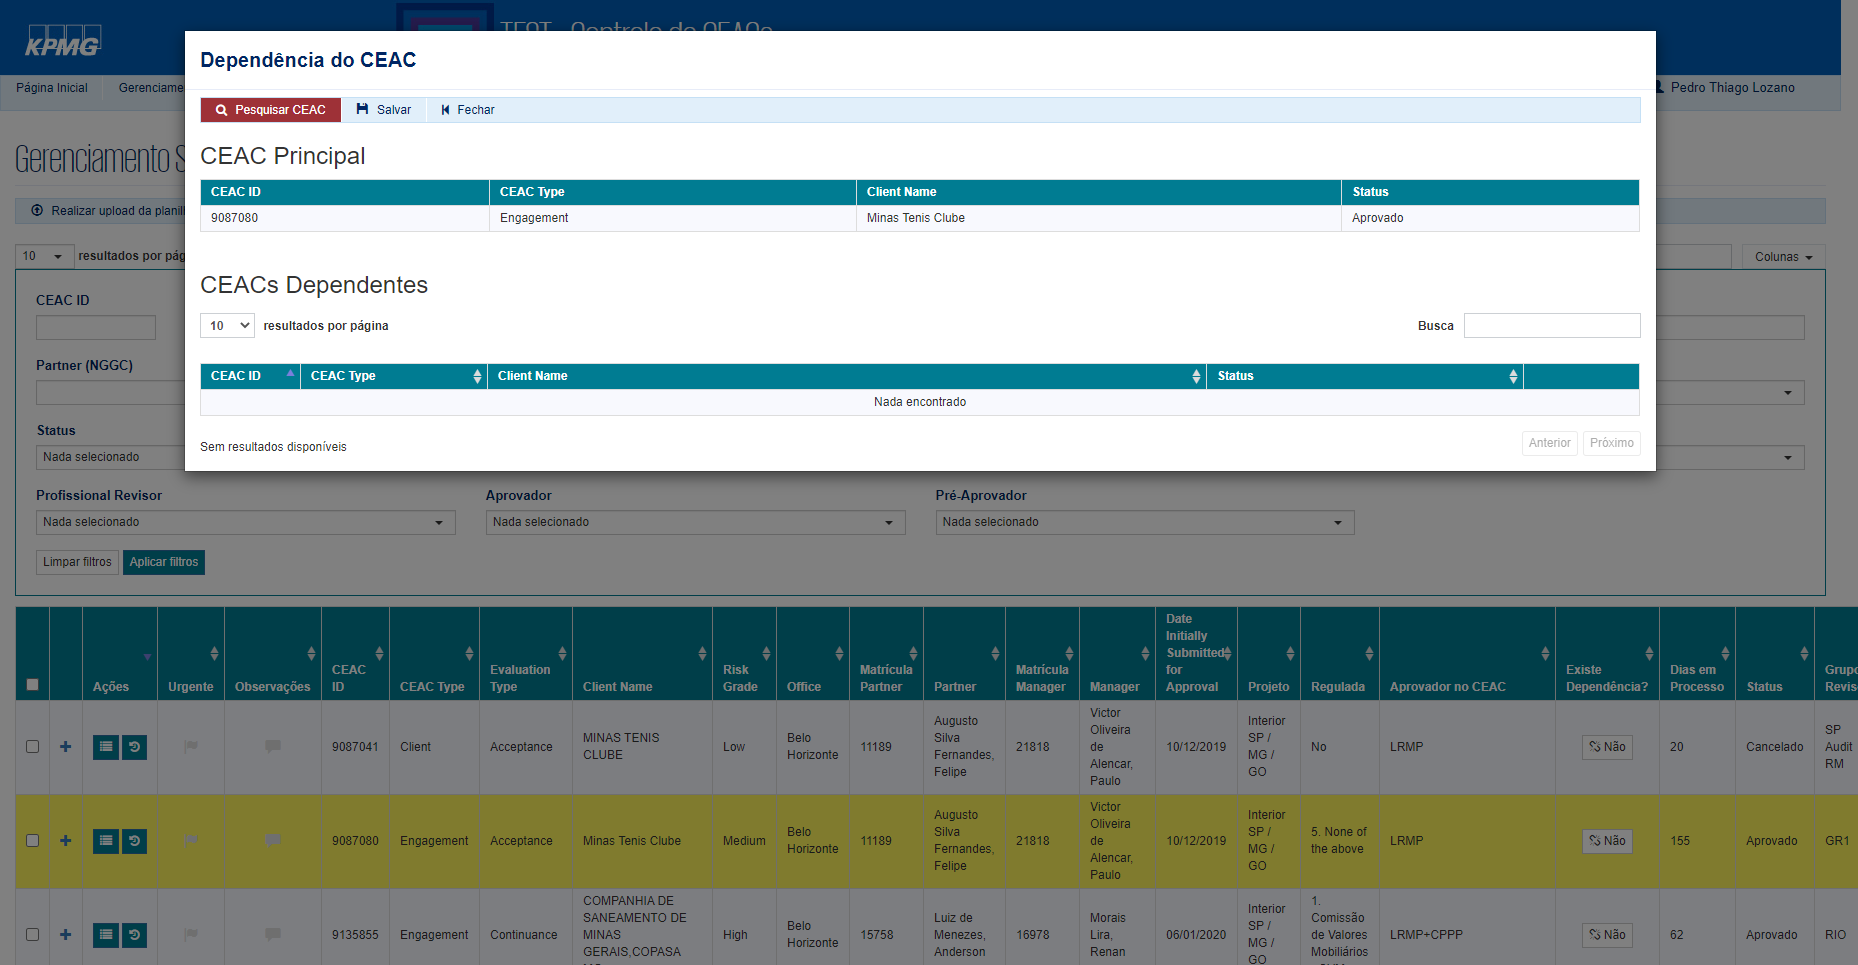 KPMG
TEST - Controle de CEACs
Página Inicial
Pedro Thiago Lozano
Dependência do CEAC
Pesquisar CEAC
Salvar
Fechar
CEAC Principal
CEAC ID CEAC Type Client Name Status
9087080 Engagement Minas Tenis Clube Aprovado
CEACs Dependentes
10 resultados por página
Busca
CEAC ID CEAC Type Client Name Status
Nada encontrado
Sem resultados disponíveis
Anterior Próximo
Gerenciamento S
Realizar upload da
10 resultados por
Colunas
CEAC ID
Partner (NGGC)
Status
Nada selecionado
Profissional Revisor
Nada selecionado
Aprovador
Nada selecionado
Pré-Aprovador
Nada selecionado
Limpar filtros Aplicar filtros
Ações
Urgente
Observações
CEAC
ID
CEAC Type
Evaluation
Type
Client Name
Risk
Grade
Office
Matrícula
Partner
Partner
Matrícula
Manager
Manager
Date
Initially
Submitted
for
Approval
Projeto
Regulada
Aprovador no CEAC
Existe
Dependência?
Dias em
Processo
Status
Grupo
Revis
9087041
Client
Acceptance
MINAS TENIS
CLUBE
Low
Belo
Horizonte
11189
Augusto
Silva
Fernandes,
Felipe
21818
Victor
Oliveira
de
Alencar,
Paulo
10/12/2019
Interior
SP /
MG /
GO
No
LRMP
Não
20
Cancelado
SP
Audit
RM
9087080
Engagement
Acceptance
Minas Tenis Clube
Medium
Belo
Horizonte
11189
Augusto
Silva
Fernandes,
Felipe
21818
Victor
Oliveira
de
Alencar,
Paulo
10/12/2019
Interior
SP /
MG /
GO
5. None of
the above
LRMP
Não
155
Aprovado
GR1
9135855
Engagement
Continuance
COMPANHIA DE
SANEAMENTO DE
MINAS
GERAIS,COPASA
High
Belo
Horizonte
15758
Luiz de
Menezes,
Anderson
16978
Morais
Lira,
Renan
06/01/2020
Interior
SP /
MG /
GO
1.
Comissão
de Valores
Mobiliários
LRMP+CPPP
Não
62
Aprovado
RIO